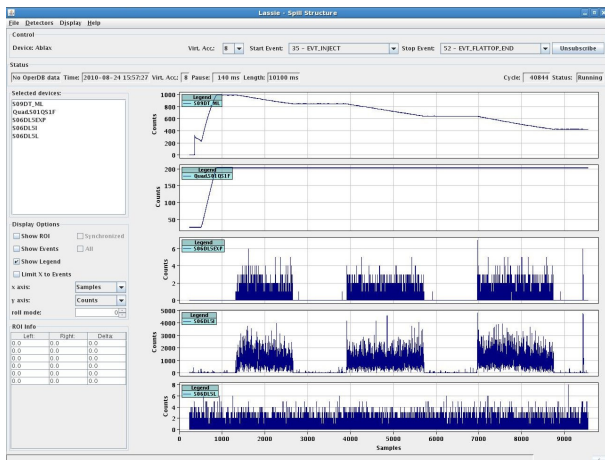 Lassie - Spill Structure
File Detectors Display Help
Control
Device: Ablax Virt. Acc.: 8 Start Event: 35 - EVT_INJECT Stop Event: 52 - EVT_FLATTOP_END Unsubscribe
Status
No OpenDB data Time: 2010-08-24 15:57:27 Virt. Acc: 8 Pause: 140 ms Length: 10100 ms Cycle: 40844 Status: Running
Selected devices:
S09DT_ML
QuadS01QS1F
S06DLSEXP
S06DLSI
S06DLSL
Display Options
Show ROI Synchronized
Show Events All
Show Legend
Limit X to Events
x axis: Samples
y axis: Counts
roll mode: 0
ROI Info
Left: Right: Delta:
0.0 0.0 0.0
0.0 0.0 0.0
0.0 0.0 0.0
0.0 0.0 0.0
0.0 0.0 0.0
0.0 0.0 0.0
Legend
S09DT_ML
Counts
1000
800
600
400
200
0
Legend
QuadS01QS1F
Counts
200
150
100
50
Legend
S06DLSEXP
Counts
6
4
2
0
Legend
S06DLSI
Counts
5000
4000
3000
2000
1000
0
Legend
S06DLSL
Counts
8
6
4
2
0
0 1000 2000 3000 4000 5000 6000 7000 8000 9000
Samples